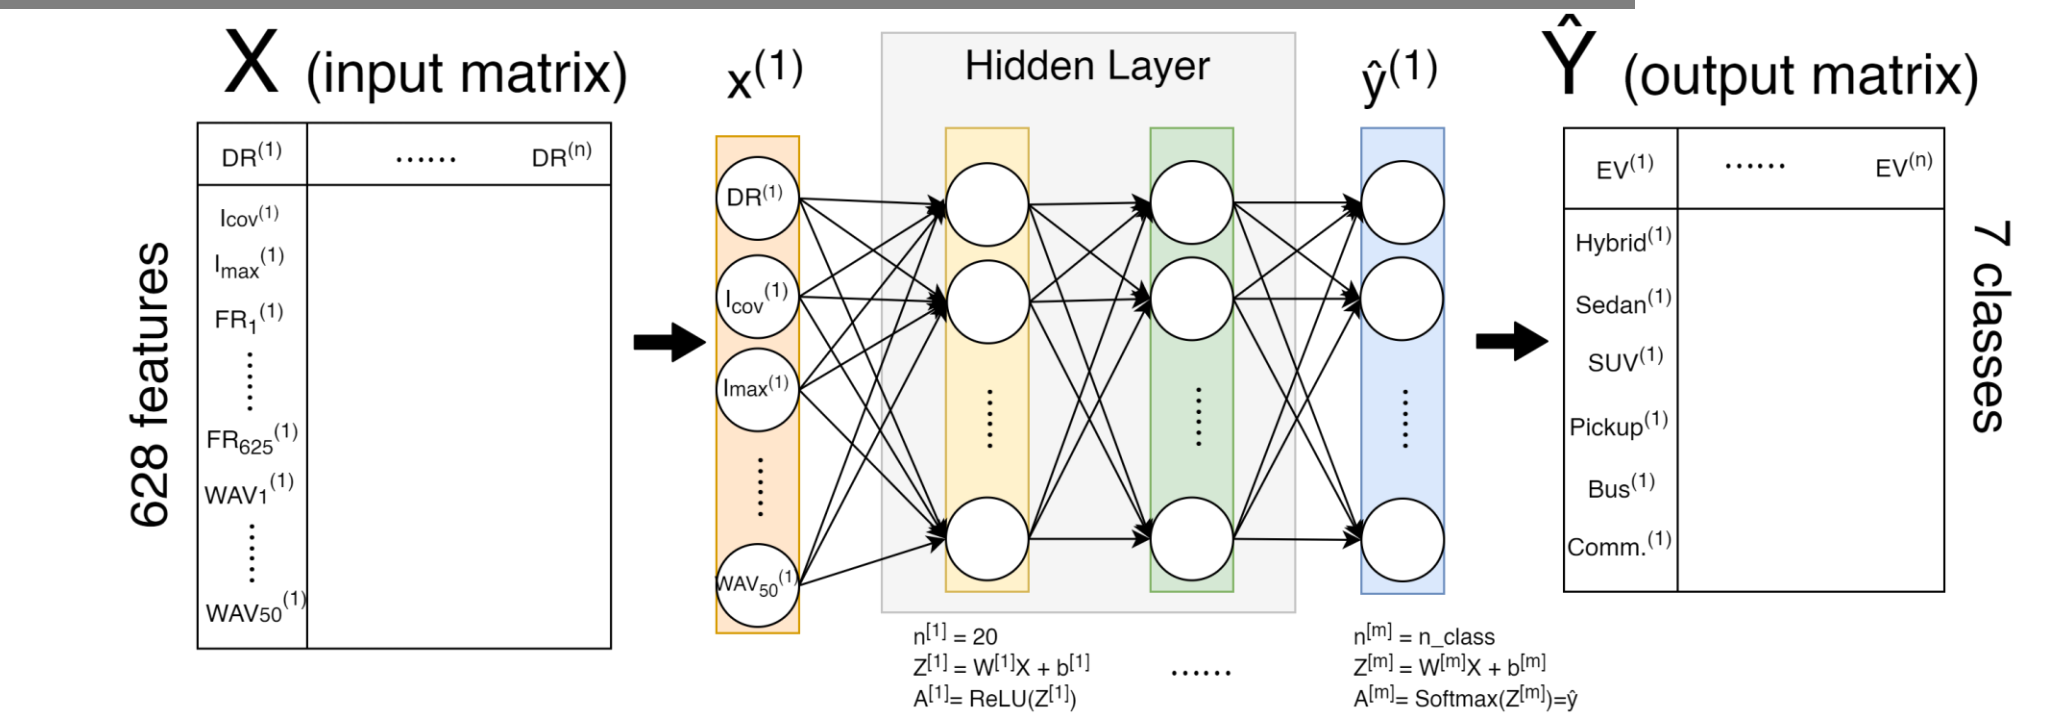 X (input matrix)
DR(1) ...... DR(n)
Icov(1)
Imax(1)
FR1(1)
......
FR625(1)
WAV1(1)
......
WAV50(1)
628 features
x(1)
DR(1)
Icov(1)
Imax(1)
......
WAV50(1)
Hidden Layer
......
......
n[1] = 20
Z[1] = W[1]X + b[1]
A[1]= ReLU(Z[1])
......
ŷ(1)
......
n[m] = n_class
Z[m] = W[m]X + b[m]
A[m]= Softmax(Z[m])=ŷ
Ŷ (output matrix)
EV(1) ...... EV(n)
Hybrid(1)
Sedan(1)
SUV(1)
Pickup(1)
Bus(1)
Comm.(1)
7 classes